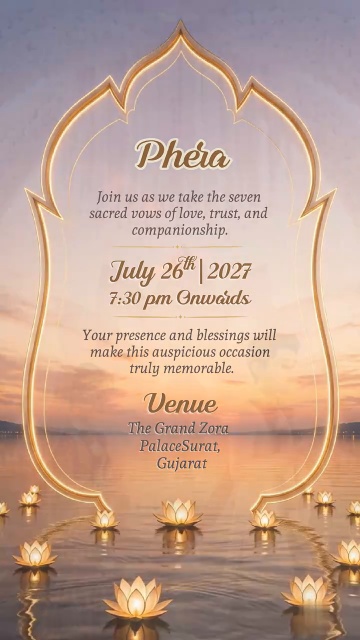 Phera
Join us as we take the seven
sacred vows of love, trust, and
companionship.
July 26th | 2027
7:30 pm Onwards
Your presence and blessings will
make this auspicious occasion
truly memorable.
Venue
The Grand Zora
PalaceSurat,
Gujarat